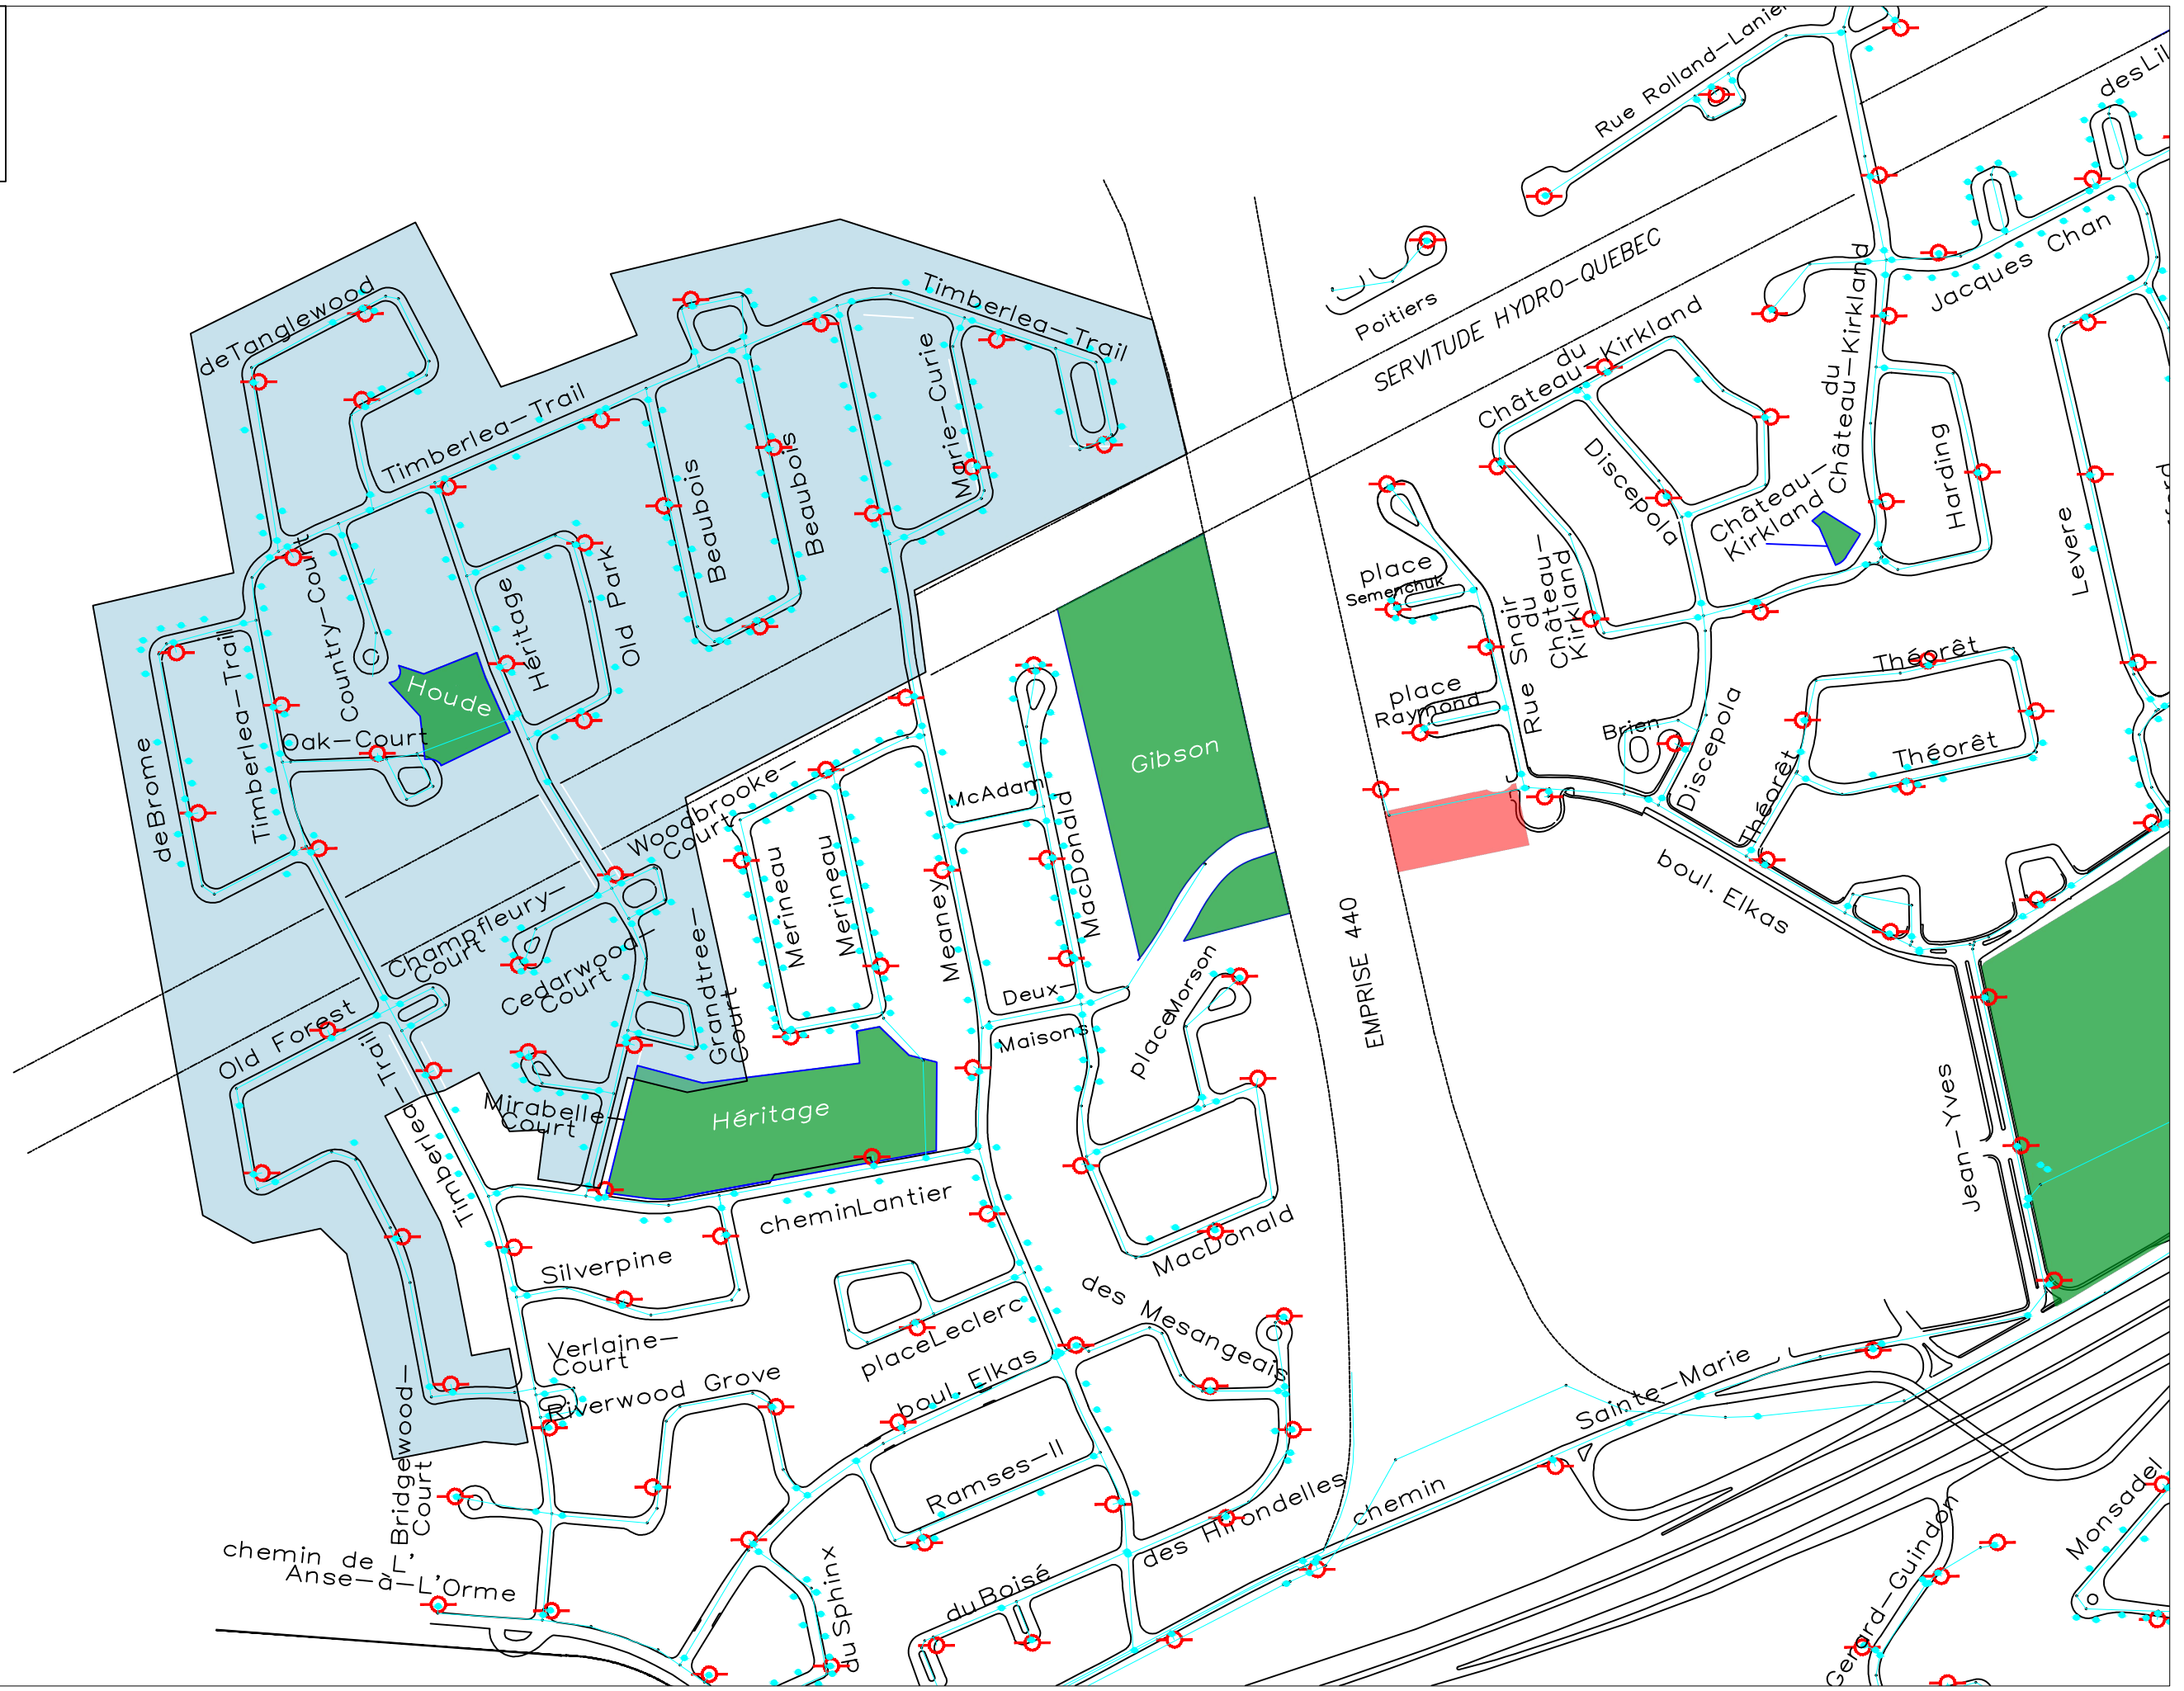 Rue Rolland-Lanier
des Lil
Jacques Chan
SERVITUDE HYDRO-QUEBEC
Poitiers
du
Château-Kirkland
du
Château
Kirkland
Discepola
Château-
Kirkland
Harding
Levere
Timberlea-Trail
deTanglewood
Timberlea-Trail
Marie-Curie
Beaubois
Beaubois
Country-Court
Héritage
Old Park
Houde
Oak-Court
Timberlea-Trail
deBrome
place
Semenchuk
place
Raymond
Rue Snair
du
Château-
Kirkland
Brien
Discepola
Théorêt
Théorêt
Théorêt
boul. Elkas
Gibson
McAdam
MacDonald
Woodbrooke-
Court
Merineau
Merineau
Meaney
Champfleury-
Court
Cedarwood-
Court
Grandtree-
Court
Old Forest
Timberlea-Trail
Deux-
Maisons
placeMorson
EMPRISE 440
Mirabelle-
Court
Héritage
cheminLantier
MacDonald
Jean-Yves
Silverpine
Verlaine-
Court
Riverwood Grove
placeLeclerc
boul. Elkas
des Mesangeais
Ramses-II
des Hirondelles
chemin
Sainte-Marie
Bridgewood-
Court
chemin de L'
Anse-à-L'Orme
du Sphinx
du Boisé
Gerard-Guindon
Monsadel